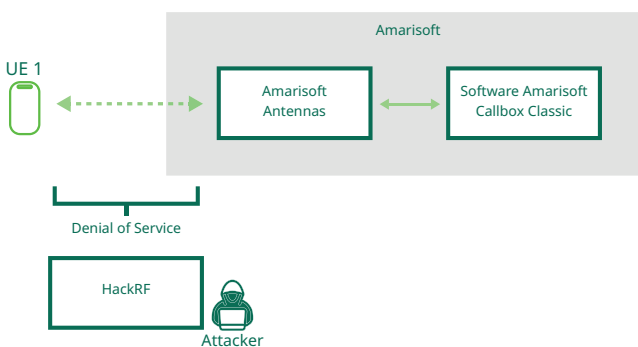 Amarisoft
UE 1
Amarisoft
Antennas
Software Amarisoft
Callbox Classic
Denial of Service
HackRF
Attacker